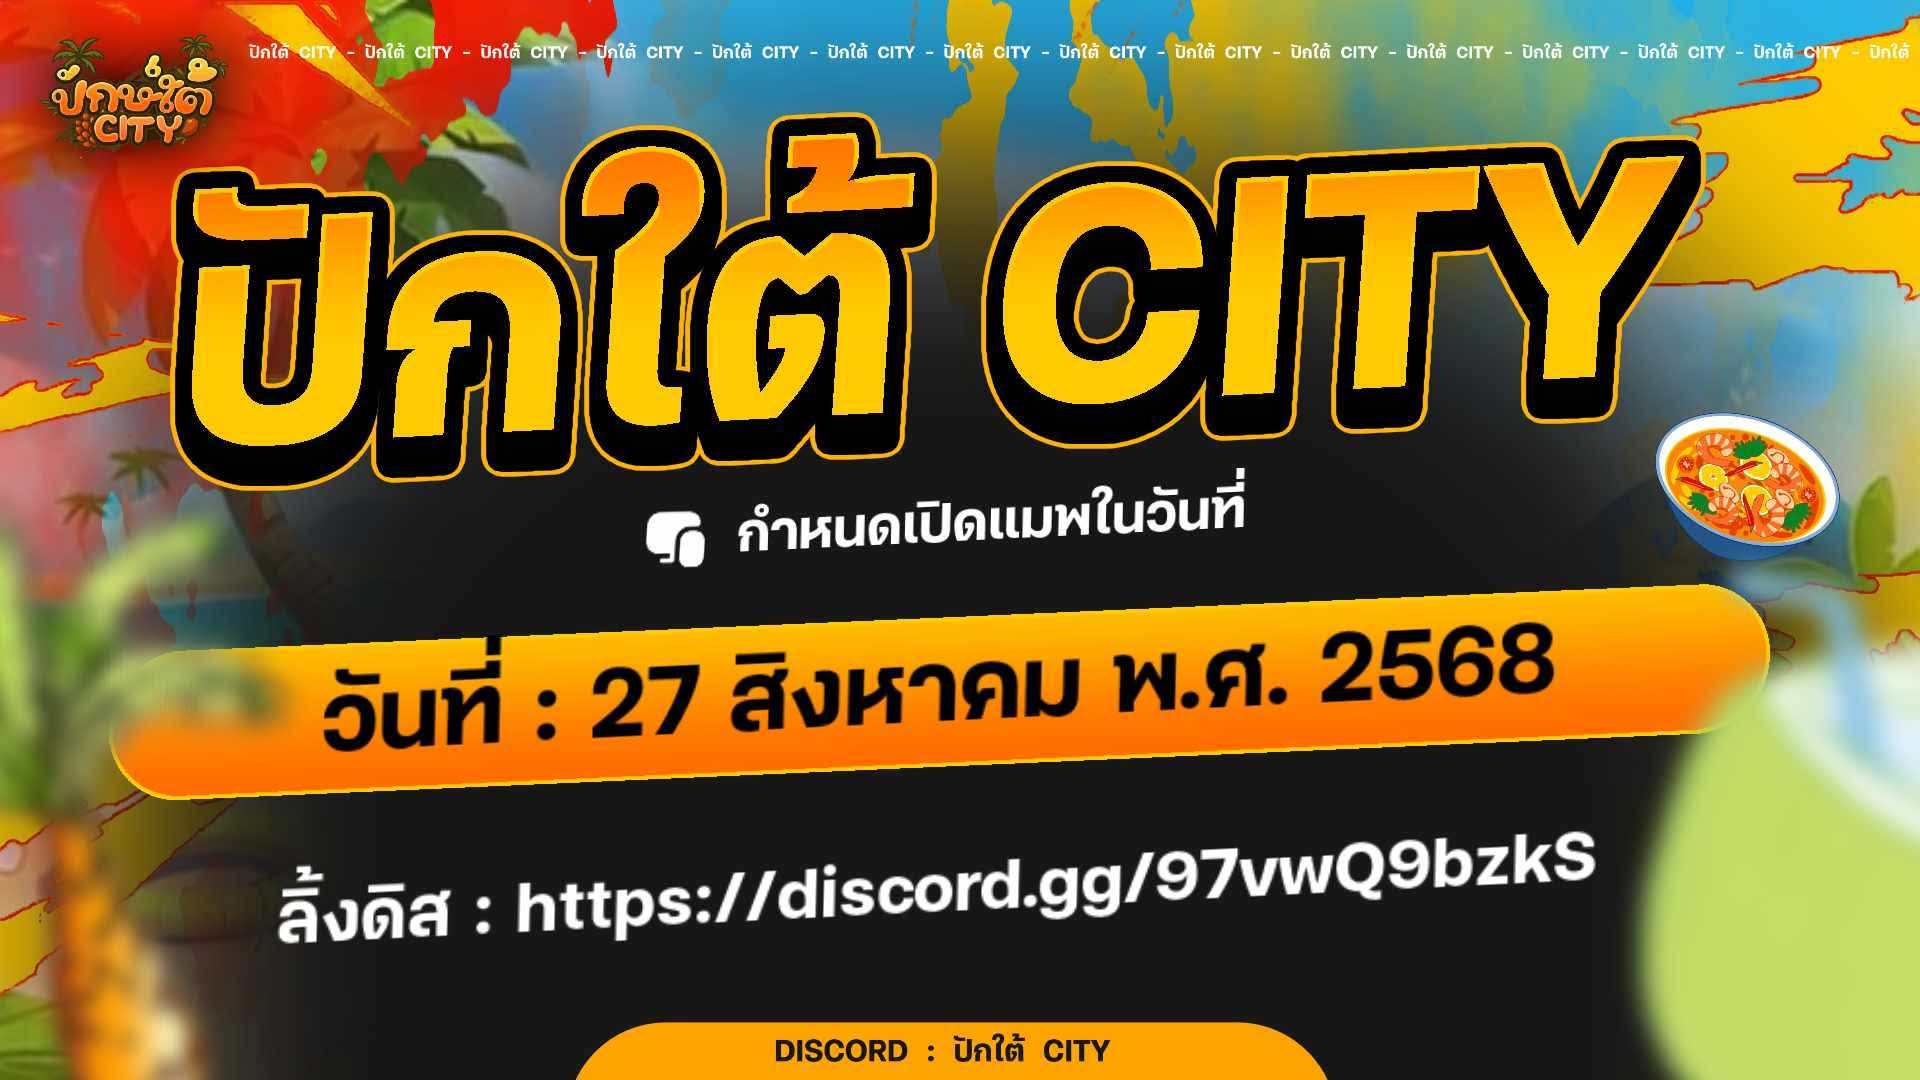 ปักษ์ใต้
CITY
ปักใต้ CITY - ปักใต้ CITY - ปักใต้ CITY - ปักใต้ CITY - ปักใต้ CITY - ปักใต้ CITY - ปักใต้ CITY - ปักใต้ CITY - ปักใต้ CITY - ปักใต้ CITY - ปักใต้ CITY - ปักใต้ CITY - ปักใต้ CITY - ปักใต้ CITY - ปักใต้
ปักใต้ CITY
กำหนดเปิดแมพในวันที่
วันที่ : 27 สิงหาคม พ.ศ. 2568
ลิ้งดิส : https://discord.gg/97vwQ9bzkS
DISCORD : ปักใต้ CITY